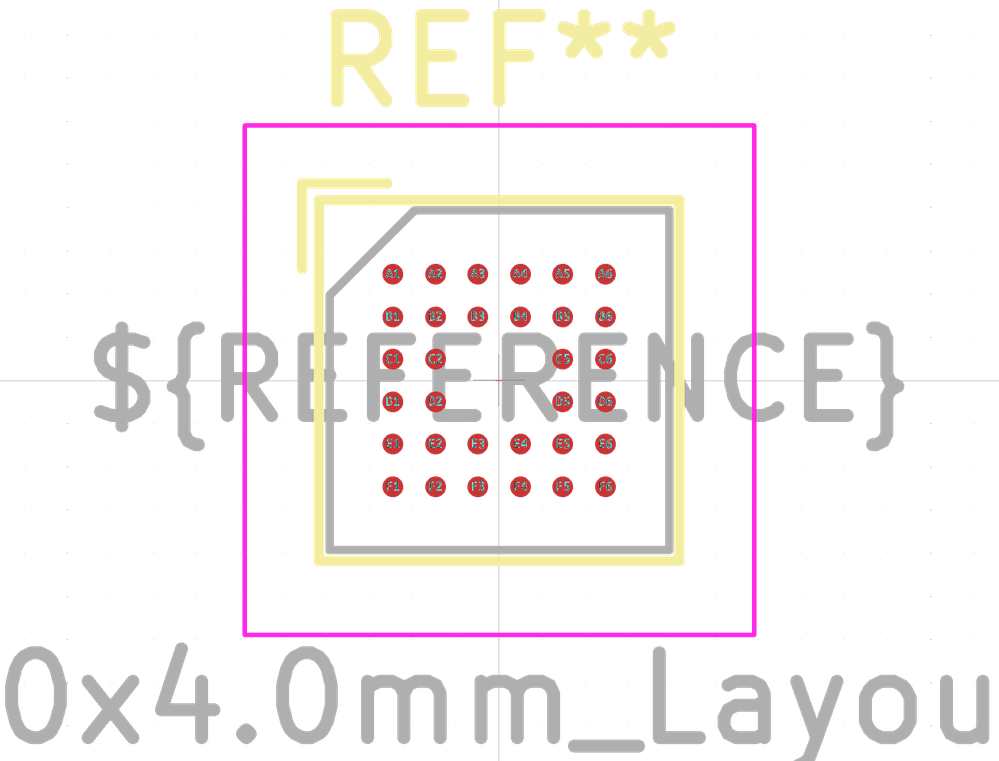 REF**
A1 A2 A3 A4 A5 A6
B1 B2 B3 B4 B5 B6
${REFERENCE}
C1 C2 C5 C6
D1 D2 D5 D6
E1 E2 E3 E4 E5 E6
F1 F2 F3 F4 F5 F6
0x4.0mm_Layou